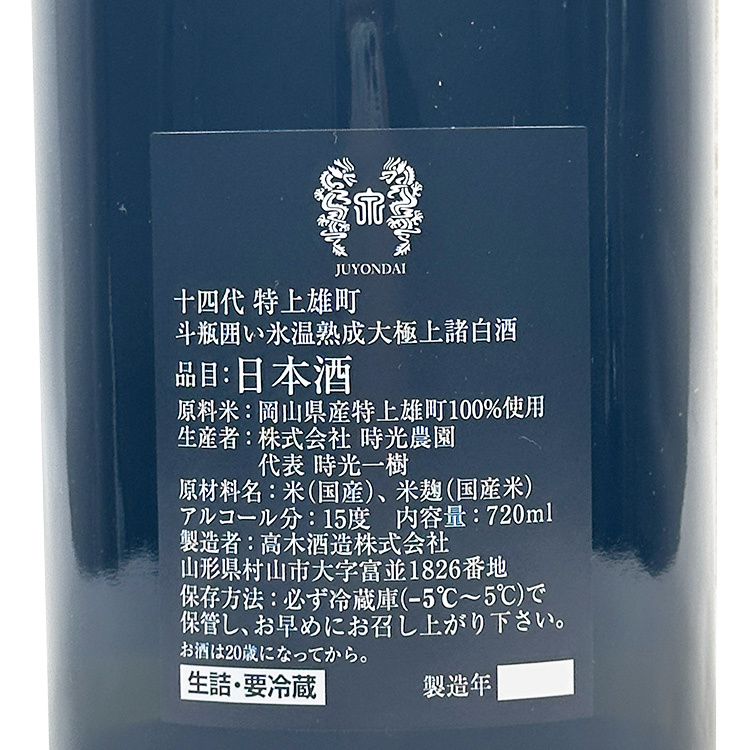 JUYONDAI
十四代 特上雄町
斗瓶囲い氷温熟成大極上諸白酒
品目：日本酒
原料米：岡山県産特上雄町100%使用
生産者：株式会社 時光農園
代表 時光一樹
原材料名：米（国産）、米麹（国産米）
アルコール分：15度 内容量：720ml
製造者：高木酒造株式会社
山形県村山市大字富並1826番地
保存方法：必ず冷蔵庫(-5℃～5℃)で
保管し、お早めにお召し上がり下さい。
お酒は20歳になってから。
生詰・要冷蔵 製造年